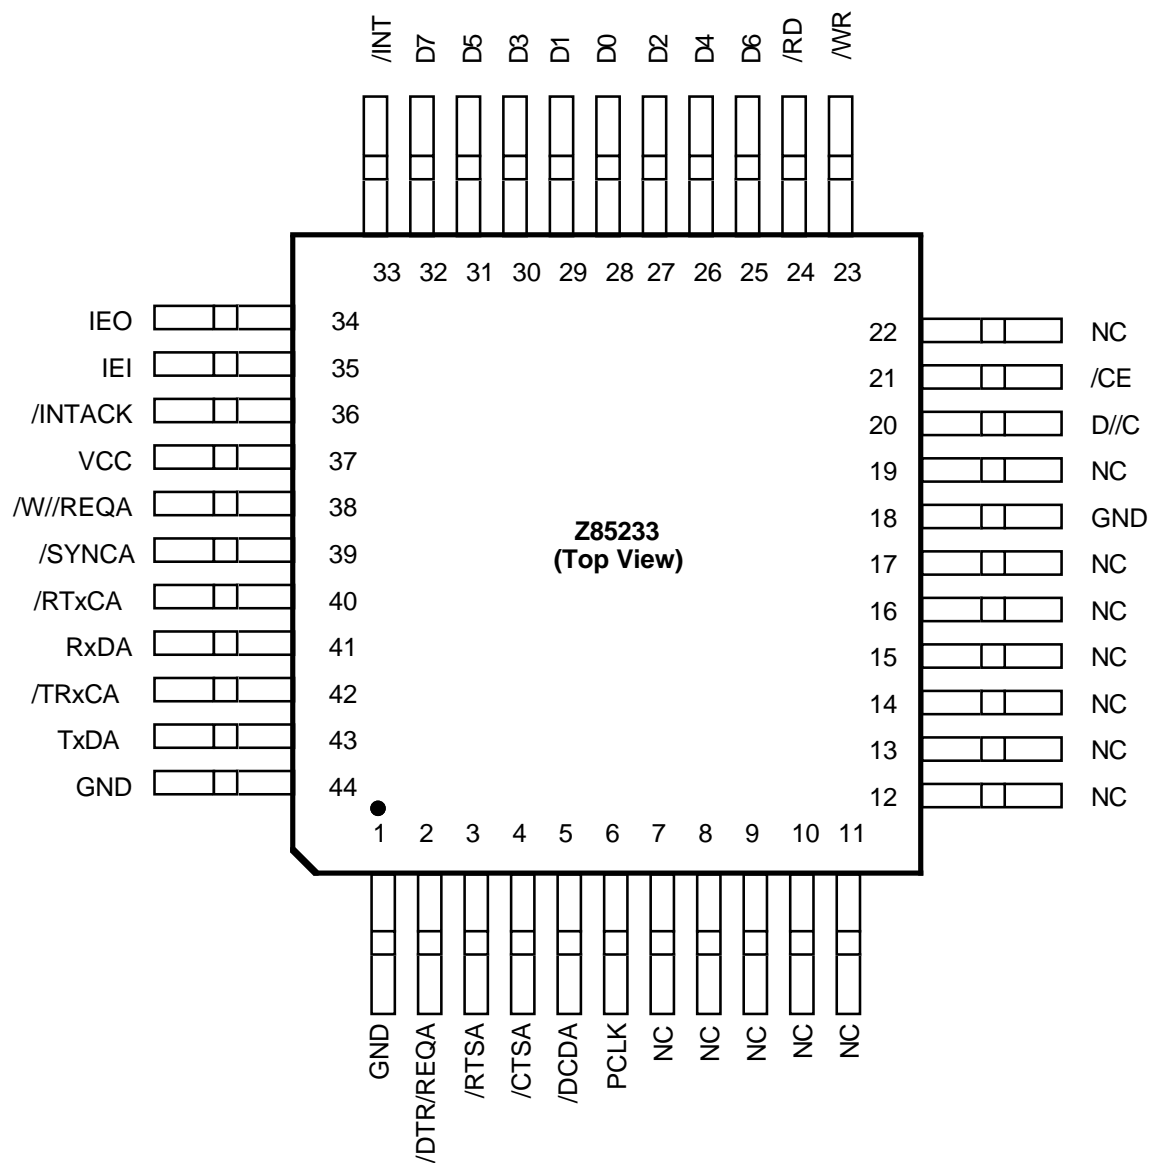 /INT D7 D5 D3 D1 D0 D2 D4 D6 /RD /WR
33 32 31 30 29 28 27 26 25 24 23
IEO 34
IEI 35
/INTACK 36
VCC 37
/W//REQA 38
/SYNCA 39
/RTxCA 40
RxDA 41
/TRxCA 42
TxDA 43
GND 44
Z85233
(Top View)
22 NC
21 /CE
20 D//C
19 NC
18 GND
17 NC
16 NC
15 NC
14 NC
13 NC
12 NC
1 2 3 4 5 6 7 8 9 10 11
GND /DTR/REQA /RTSA /CTSA /DCDA PCLK NC NC NC NC NC